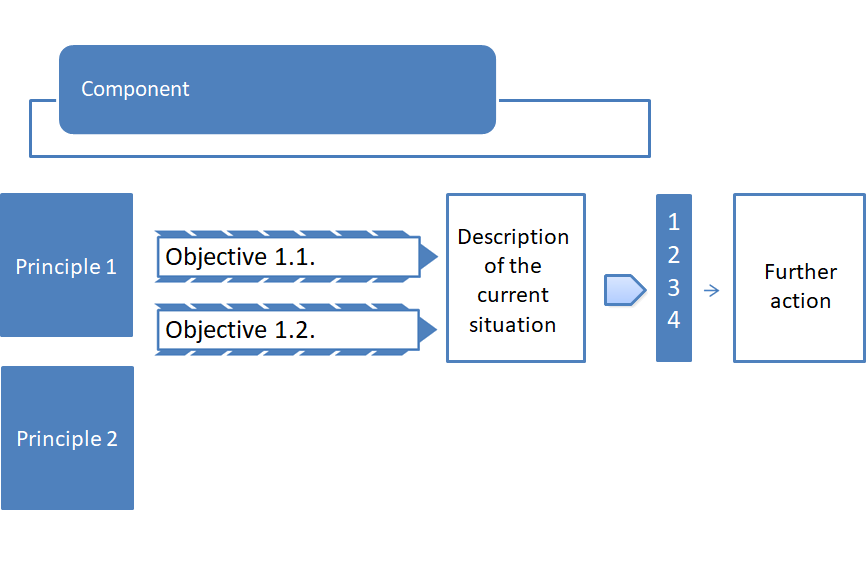 Component
Principle 1
Objective 1.1.
Objective 1.2.
Description
of the
current
situation
1
2
3
4
Further
action
Principle 2